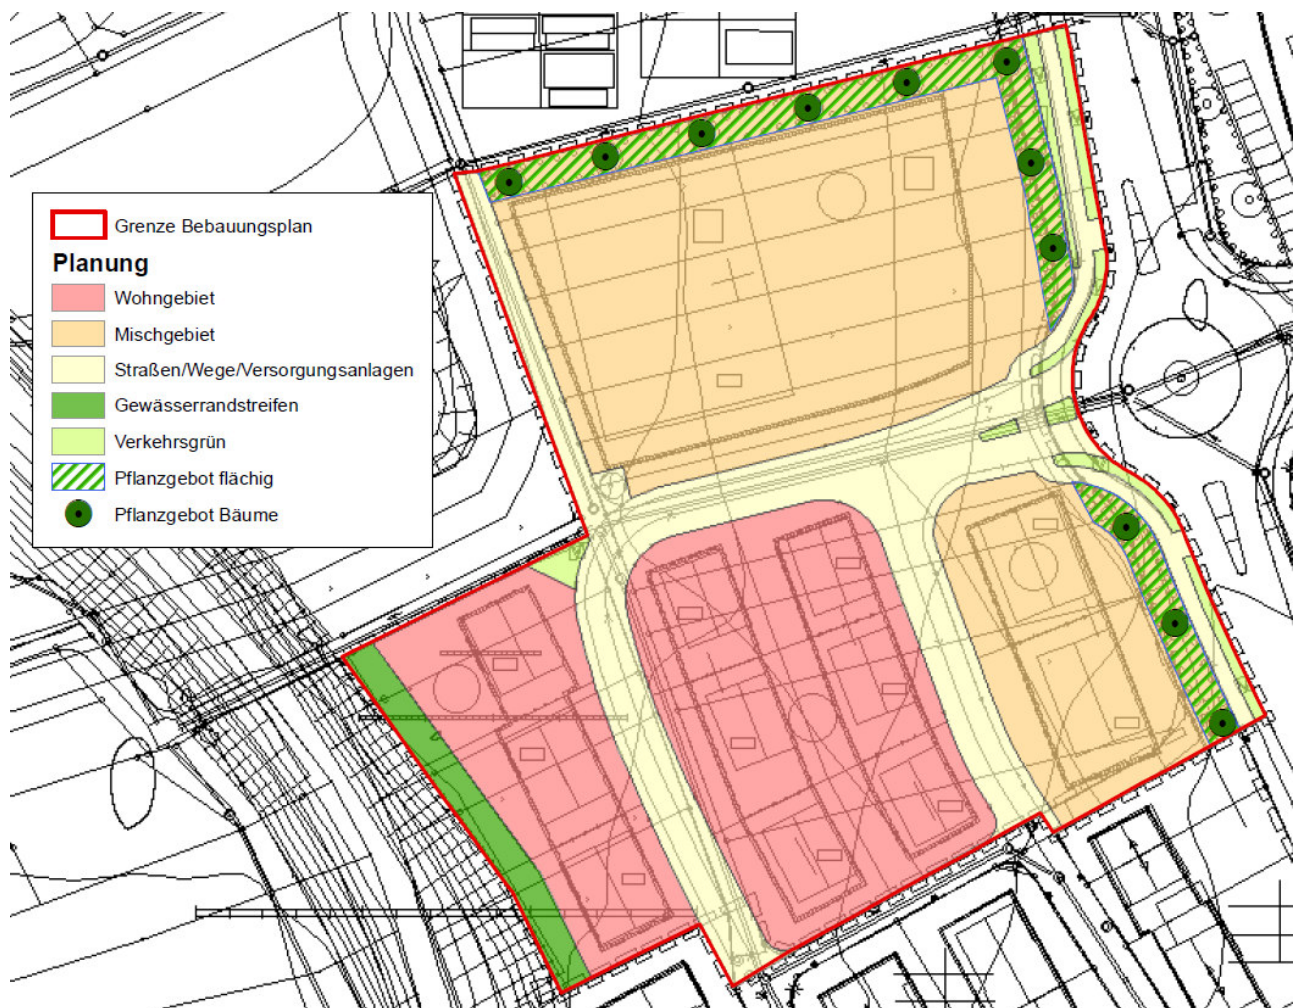 Grenze Bebauungsplan
Planung
Wohngebiet
Mischgebiet
Straßen/Wege/Versorgungsanlagen
Gewässerrandstreifen
Verkehrsgrün
Pflanzgebot flächig
Pflanzgebot Bäume